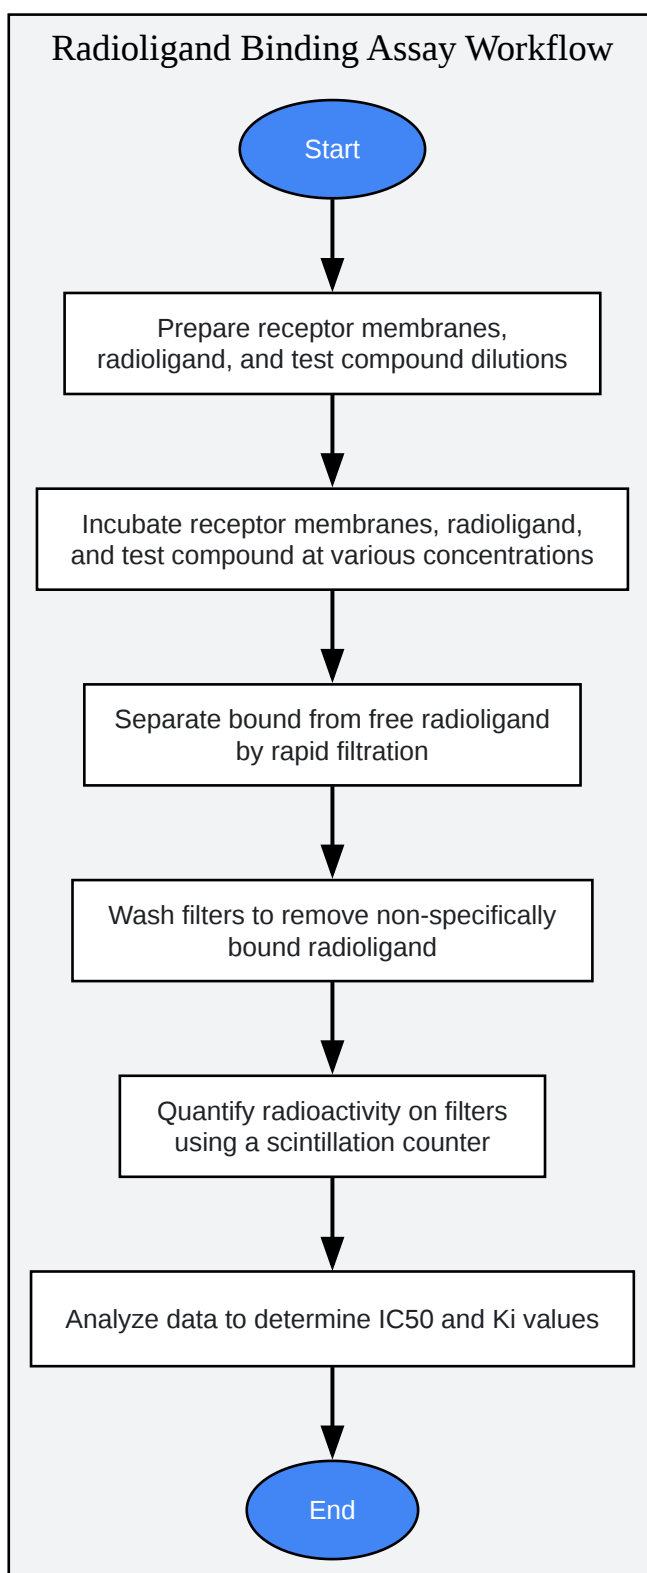 Radioligand Binding Assay Workflow
Start
Prepare receptor membranes,
radioligand, and test compound dilutions
Incubate receptor membranes, radioligand,
and test compound at various concentrations
Separate bound from free radioligand
by rapid filtration
Wash filters to remove non-specifically
bound radioligand
Quantify radioactivity on filters
using a scintillation counter
Analyze data to determine IC50 and Ki values
End